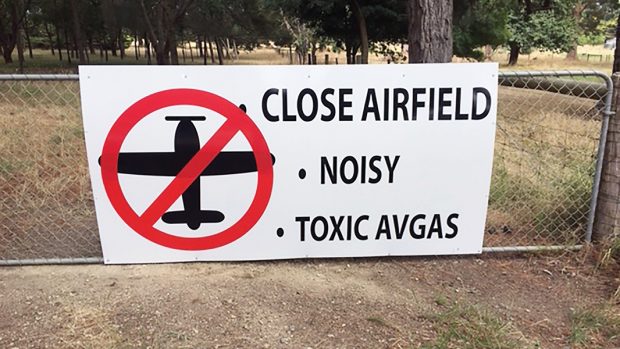 • CLOSE AIRFIELD
• NOISY
• TOXIC AVGAS